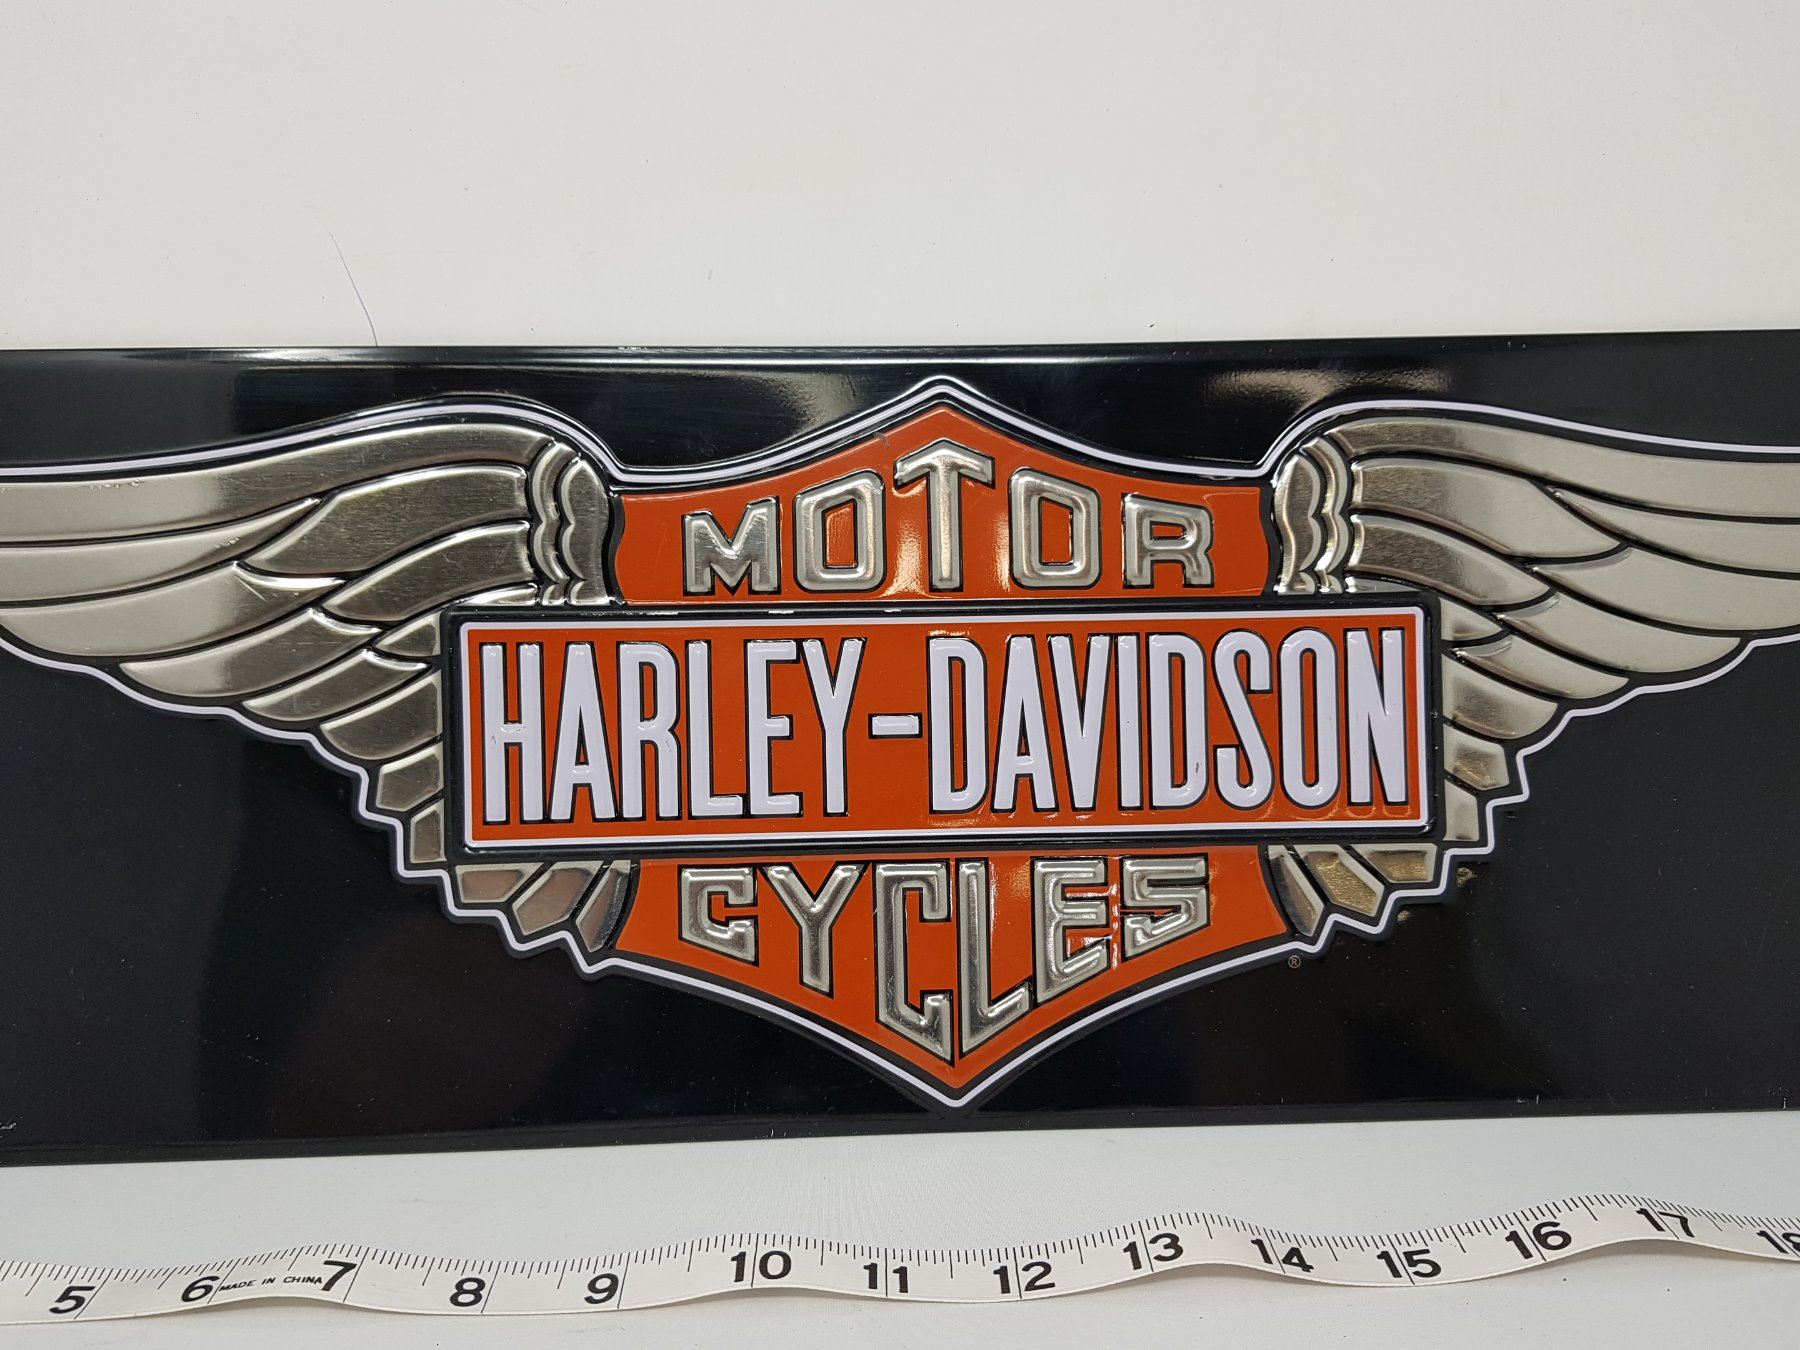 MOTOR
HARLEY-DAVIDSON
CYCLES
®
5 6 MADE IN CHINA 7 8 9 10 11 12 13 14 15 16 17 18